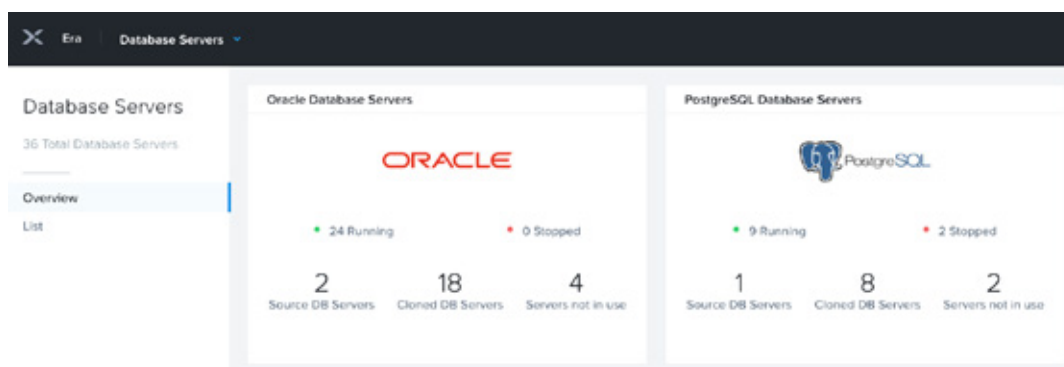 Era Database Servers
Database Servers
36 Total Database Servers
Overview
List
Oracle Database Servers
ORACLE
24 Running 0 Stopped
2 18 4
Source DB Servers Cloned DB Servers Servers not in use
PostgreSQL Database Servers
PostgreSQL
9 Running 2 Stopped
1 8 2
Source DB Servers Cloned DB Servers Servers not in use